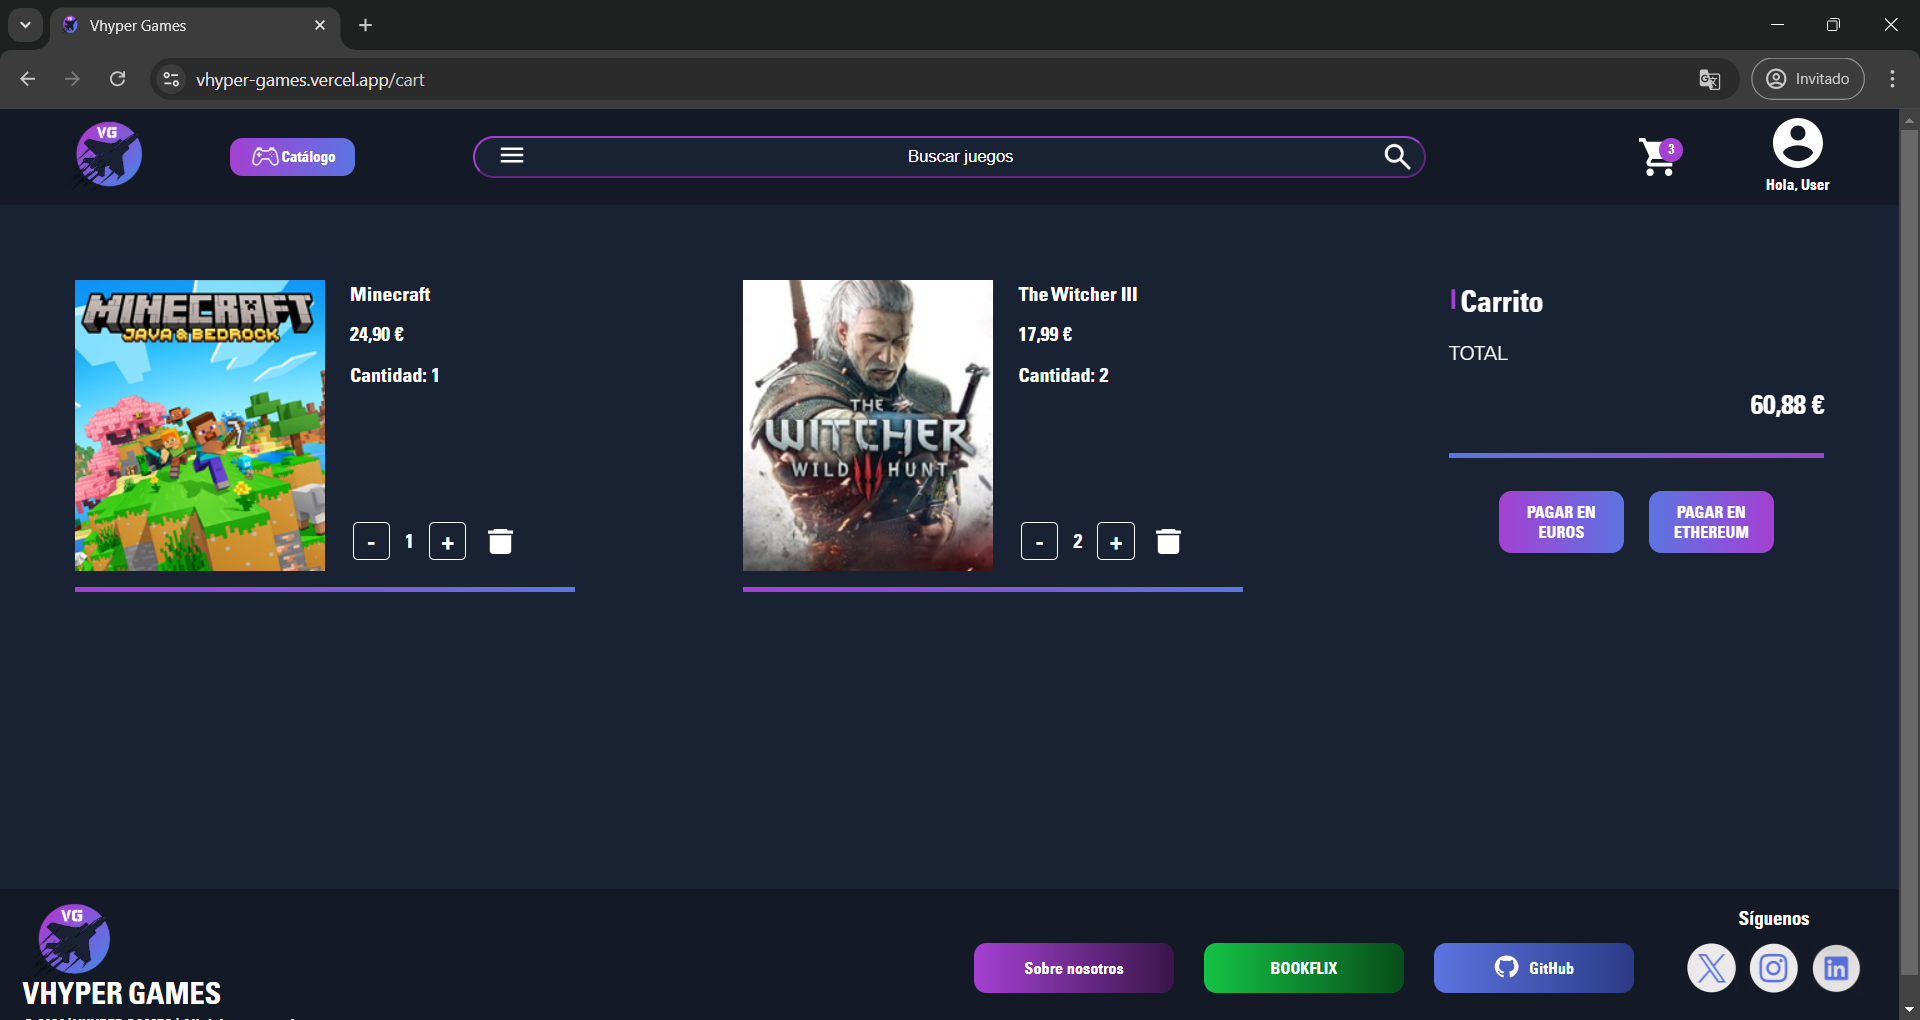 Vhyper Games
vhyper-games.vercel.app/cart
Invitado
VG
Catálogo
Buscar juegos
3
Hola, User
MINECRAFT
JAVA & BEDROCK
Minecraft
24,90 €
Cantidad: 1
- 1 +
THE
WITCHER
WILD HUNT
The Witcher III
17,99 €
Cantidad: 2
- 2 +
Carrito
TOTAL
60,88 €
PAGAR EN
EUROS
PAGAR EN
ETHEREUM
VG
VHYPER GAMES
Sobre nosotros
BOOKFLIX
GitHub
Síguenos